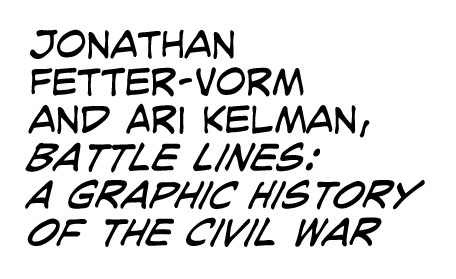 JONATHAN
FETTER-VORM
AND ARI KELMAN,
BATTLE LINES:
A GRAPHIC HISTORY
OF THE CIVIL WAR